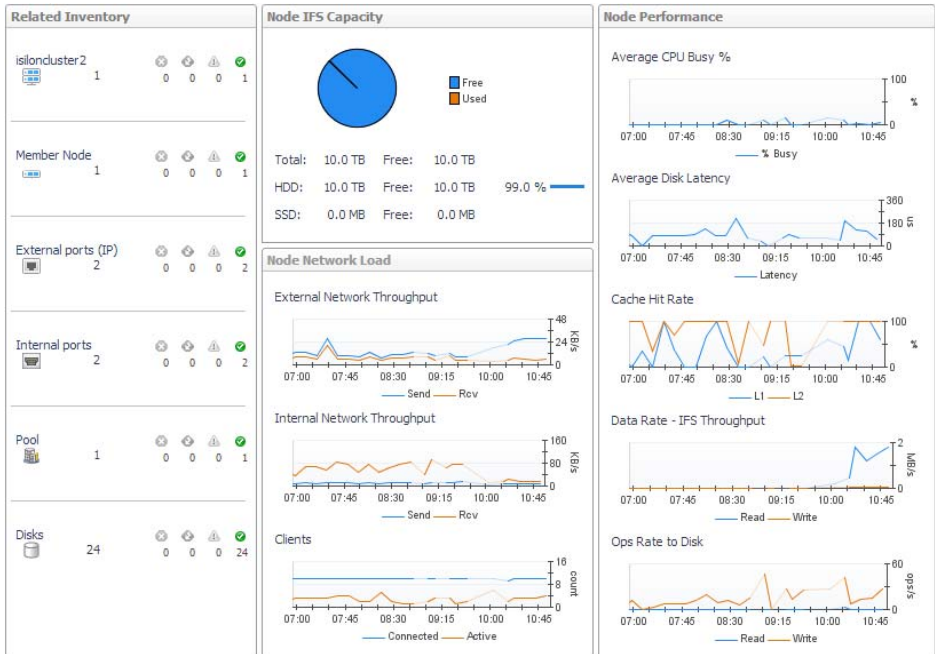 Related Inventory
isiloncluster2
1
0 0 0 1
Member Node
1
0 0 0 1
External ports (IP)
2
0 0 0 2
Internal ports
2
0 0 0 2
Pool
1
0 0 0 1
Disks
24
0 0 0 24
Node IFS Capacity
Free
Used
Total: 10.0 TB Free: 10.0 TB
HDD: 10.0 TB Free: 10.0 TB 99.0 %
SSD: 0.0 MB Free: 0.0 MB
Node Network Load
External Network Throughput
48
24
0
KB/s
07:00 07:45 08:30 09:15 10:00 10:45
Send Rcv
Internal Network Throughput
160
80
0
KB/s
07:00 07:45 08:30 09:15 10:00 10:45
Send Rcv
Clients
16
8
0
count
07:00 07:45 08:30 09:15 10:00 10:45
Connected Active
Node Performance
Average CPU Busy %
100
0
%
07:00 07:45 08:30 09:15 10:00 10:45
% Busy
Average Disk Latency
360
180
0
us
07:00 07:45 08:30 09:15 10:00 10:45
Latency
Cache Hit Rate
100
0
%
07:00 07:45 08:30 09:15 10:00 10:45
L1 L2
Data Rate - IFS Throughput
2
0
MB/s
07:00 07:45 08:30 09:15 10:00 10:45
Read Write
Ops Rate to Disk
60
0
ops/s
07:00 07:45 08:30 09:15 10:00 10:45
Read Write